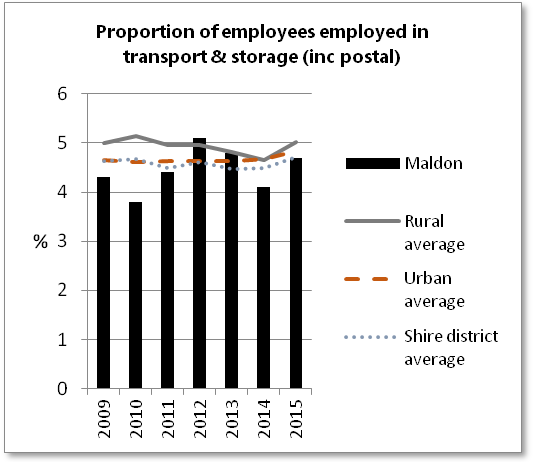 Proportion of employees employed in
transport & storage (inc postal)
6
5
4
3
2
1
0
%
2009
2010
2011
2012
2013
2014
2015
Maldon
Rural
average
Urban
average
Shire district
average